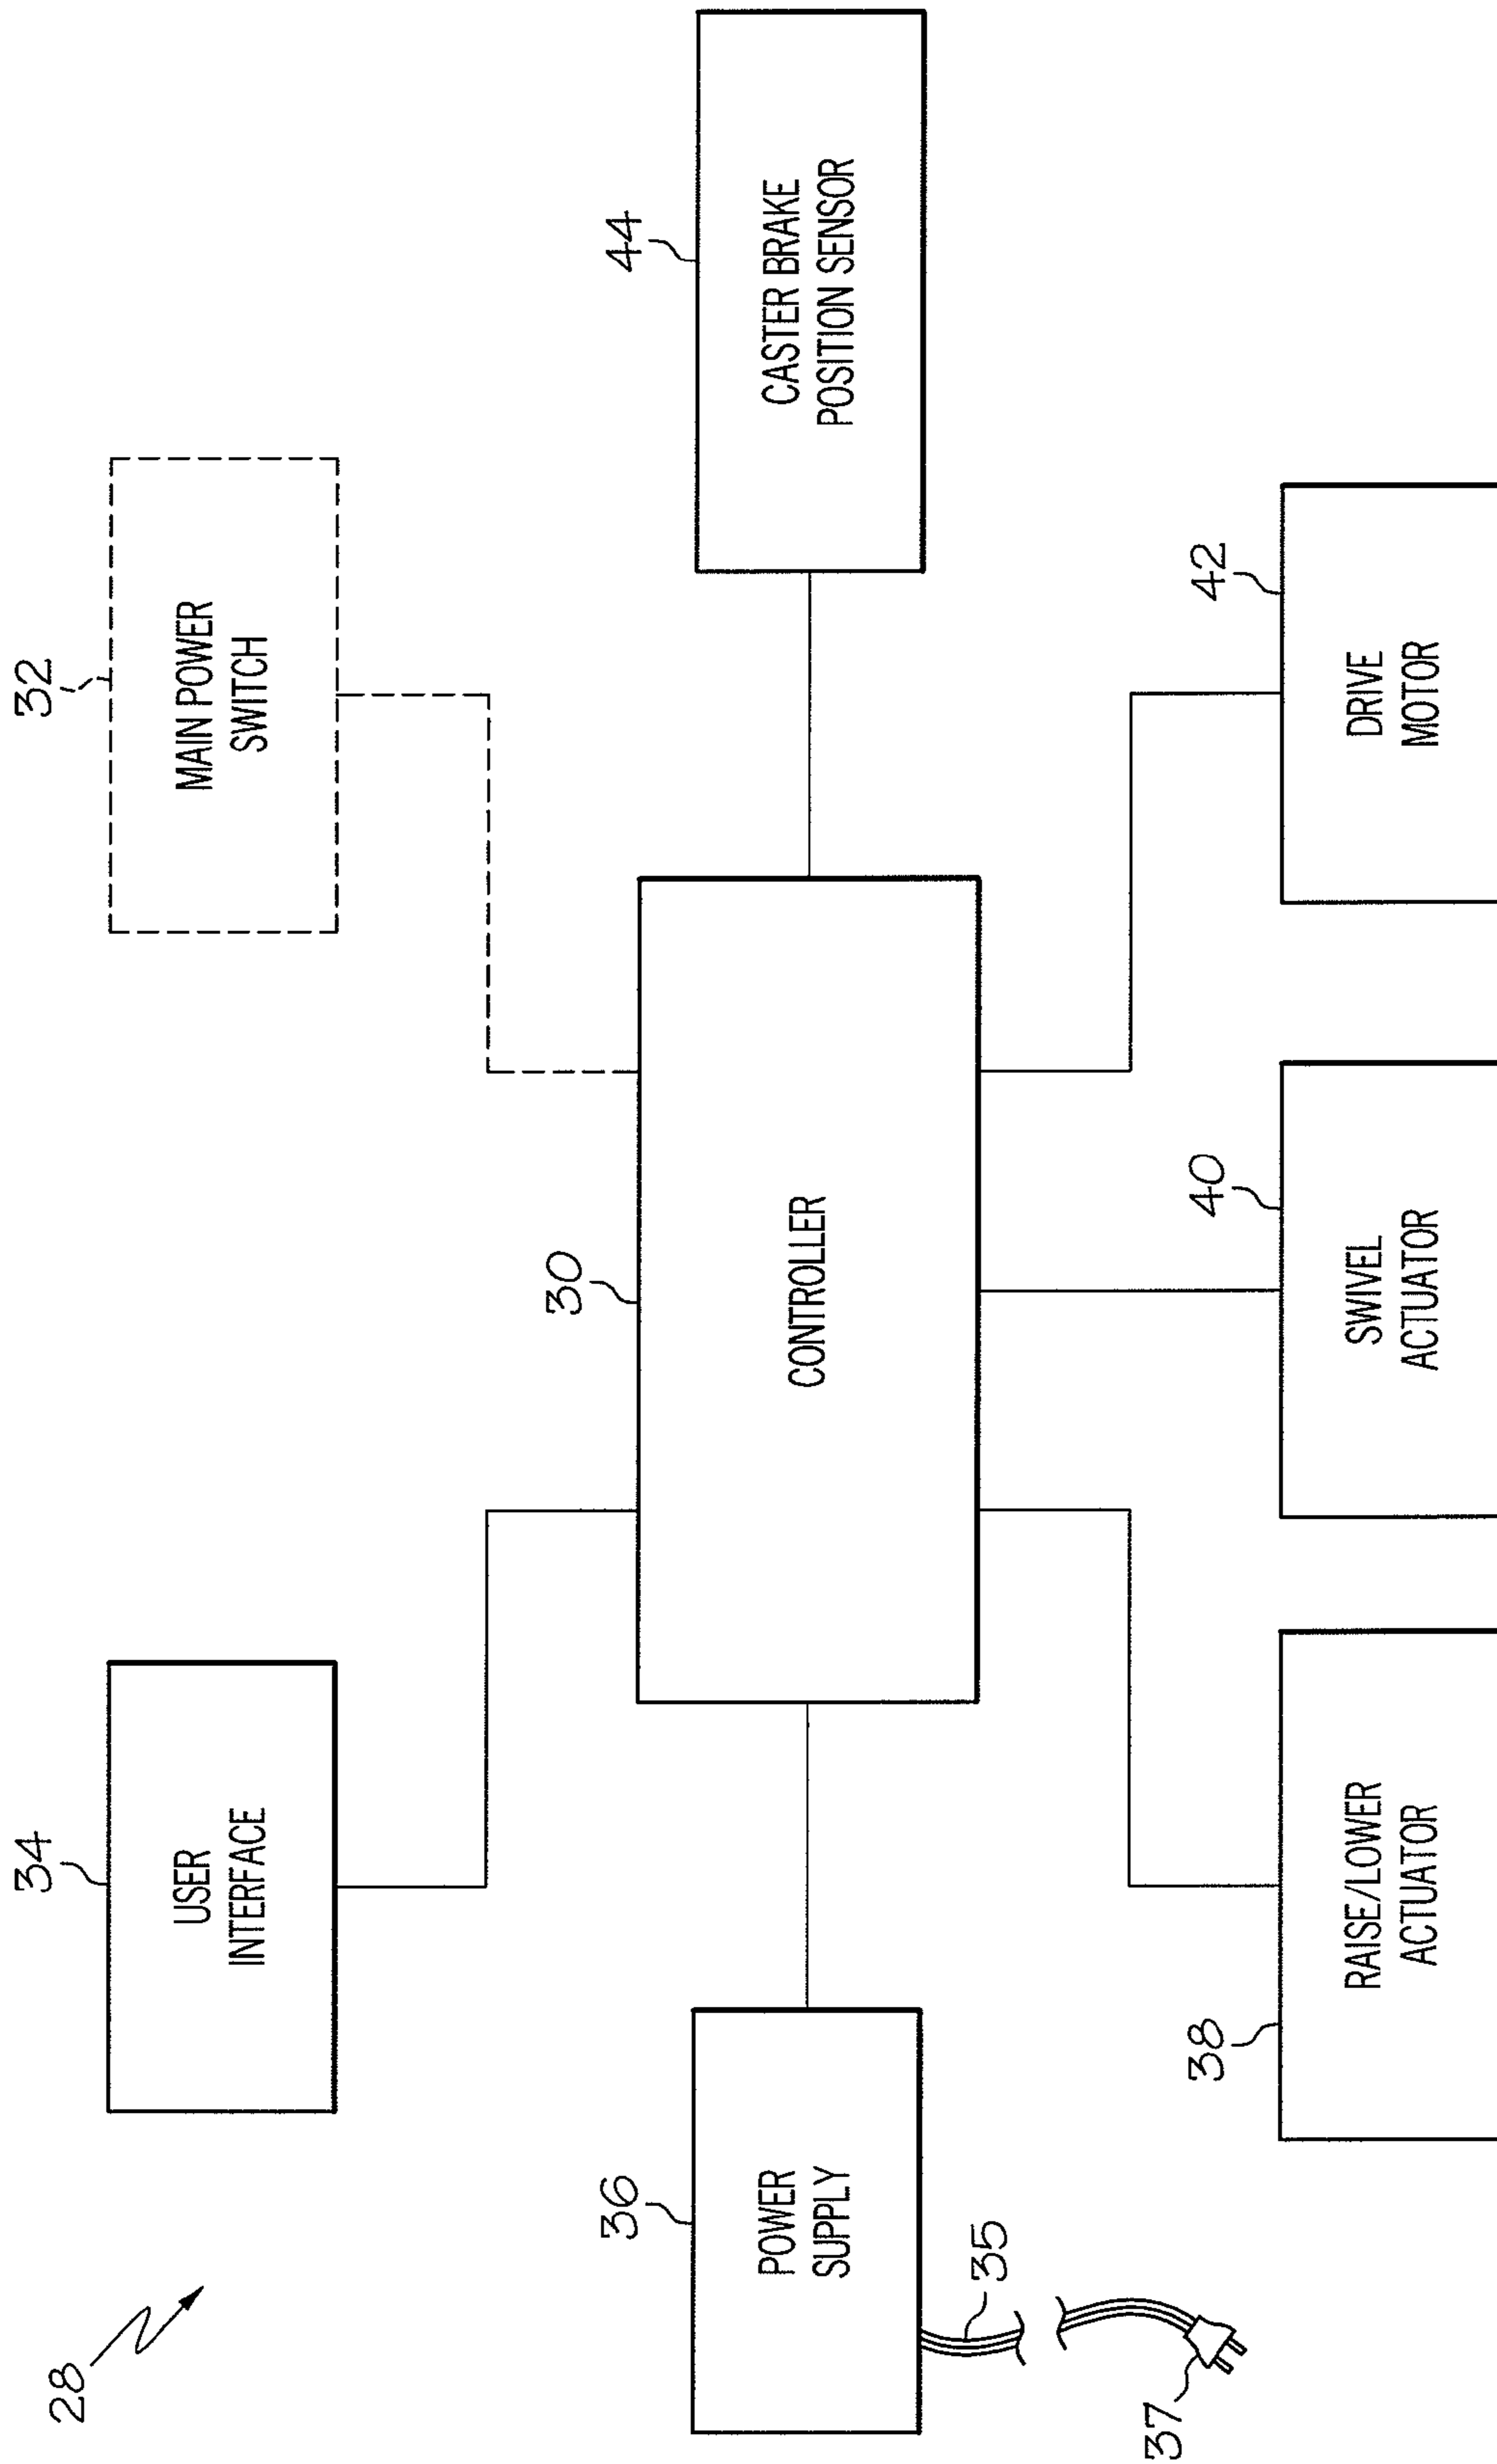 28
34
USER
INTERFACE
32
MAIN POWER
SWITCH
36
POWER
SUPPLY
35
37
30
CONTROLLER
44
CASTER BRAKE
POSITION SENSOR
38
RAISE/LOWER
ACTUATOR
40
SWIVEL
ACTUATOR
42
DRIVE
MOTOR